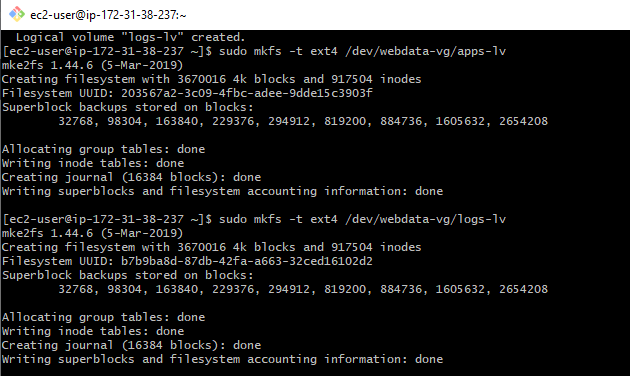 ec2-user@ip-172-31-38-237:~
Logical volume "logs-lv" created.
[ec2-user@ip-172-31-38-237 ~]$ sudo mkfs -t ext4 /dev/webdata-vg/apps-lv
mke2fs 1.44.6 (5-Mar-2019)
Creating filesystem with 3670016 4k blocks and 917504 inodes
Filesystem UUID: 203567a2-3c09-4fbc-adee-9dde15c3903f
Superblock backups stored on blocks:
32768, 98304, 163840, 229376, 294912, 819200, 884736, 1605632, 2654208
Allocating group tables: done
Writing inode tables: done
Creating journal (16384 blocks): done
Writing superblocks and filesystem accounting information: done
[ec2-user@ip-172-31-38-237 ~]$ sudo mkfs -t ext4 /dev/webdata-vg/logs-lv
mke2fs 1.44.6 (5-Mar-2019)
Creating filesystem with 3670016 4k blocks and 917504 inodes
Filesystem UUID: b7b9ba8d-87db-42fa-a663-32ced16102d2
Superblock backups stored on blocks:
32768, 98304, 163840, 229376, 294912, 819200, 884736, 1605632, 2654208
Allocating group tables: done
Writing inode tables: done
Creating journal (16384 blocks): done
Writing superblocks and filesystem accounting information: done